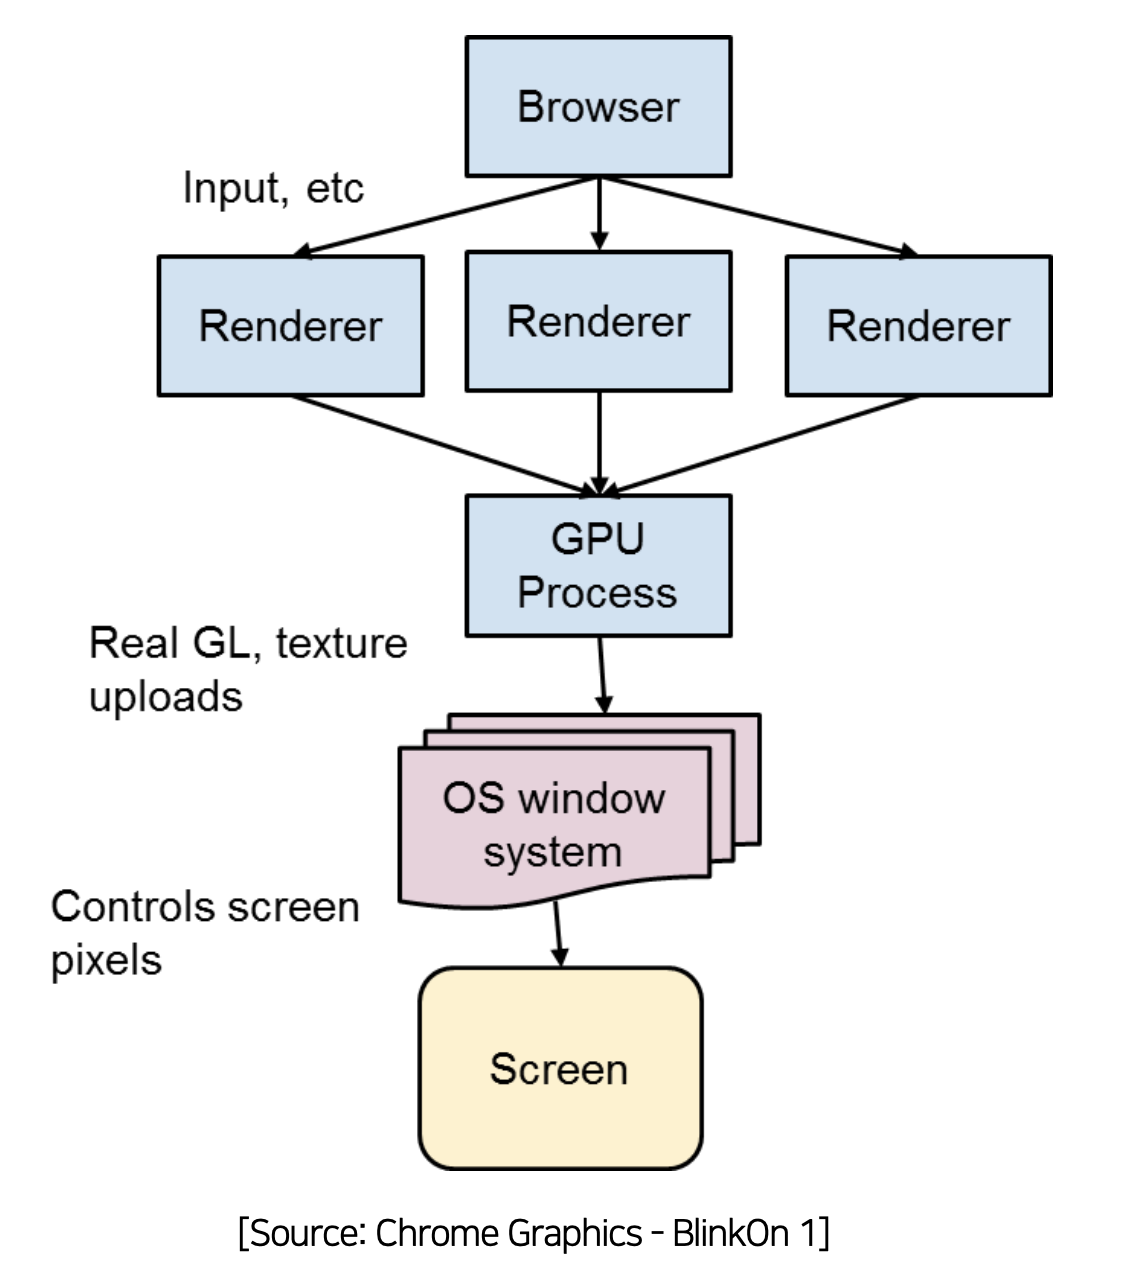 Browser
Input, etc
Renderer
Renderer
Renderer
GPU
Process
Real GL, texture
uploads
OS window
system
Controls screen
pixels
Screen
[Source: Chrome Graphics - BlinkOn 1]